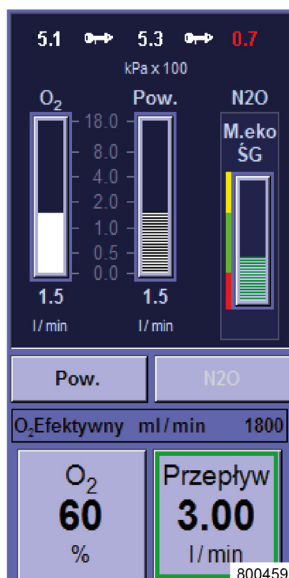 5.1 5.3 0.7
kPa x 100
O₂ Pow. N2O
M.eko
ŚG
18.0
8.0
4.0
2.0
1.0
0.5
0.0
1.5 1.5
l/min l/min
Pow. N2O
O₂Efektywny ml/min 1800
O₂ Przepływ
60 3.00
% l/min
800459